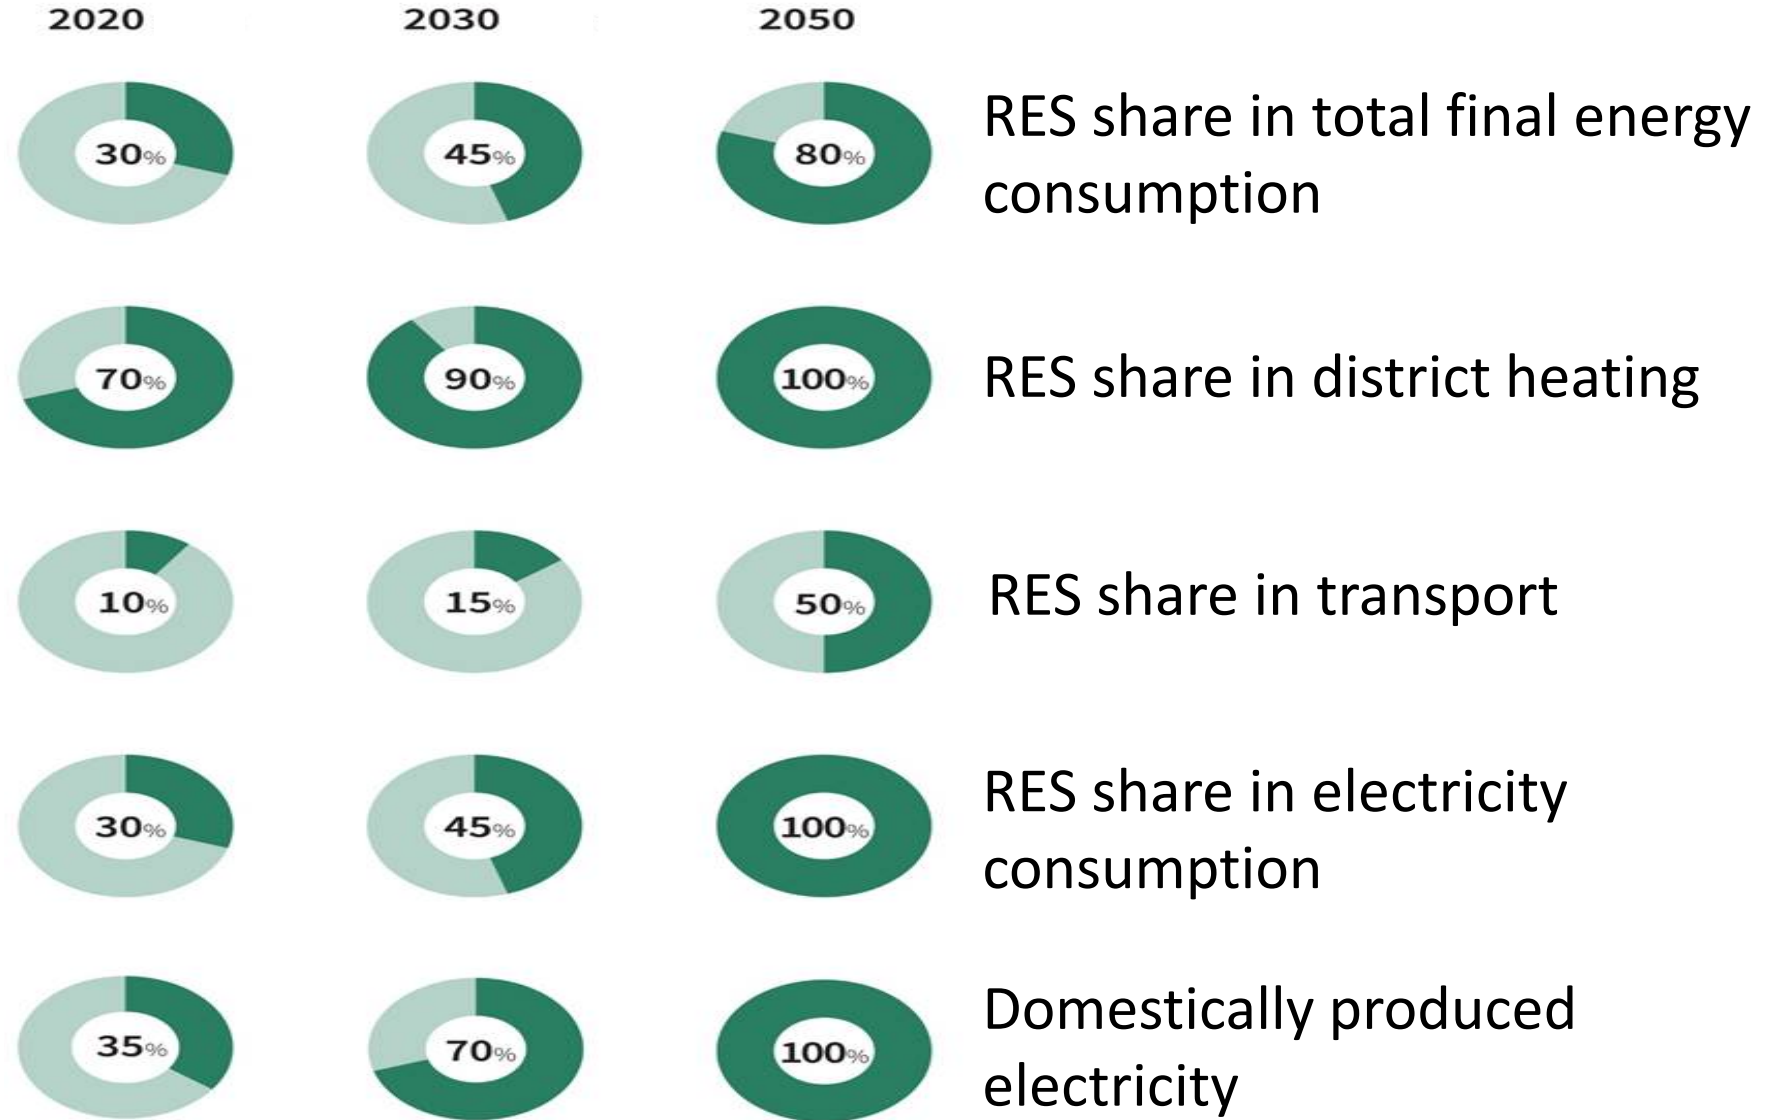 2020 2030 2050
30% 45% 80% RES share in total final energy
consumption
70% 90% 100% RES share in district heating
10% 15% 50% RES share in transport
30% 45% 100% RES share in electricity
consumption
35% 70% 100% Domestically produced
electricity